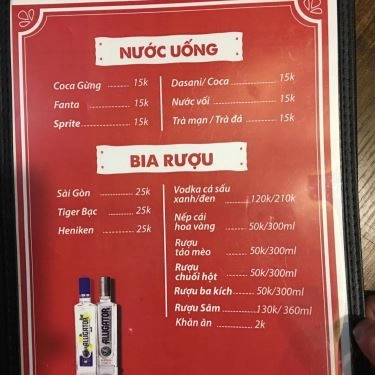 NƯỚC UỐNG
Coca Gừng 15k
Fanta 15k
Sprite 15k
Dasani/ Coca 15k
Nước vối 15k
Trà mạn / Trà đá 15k
BIA RƯỢU
Sài Gòn 25k
Tiger Bạc 25k
Heniken 25k
Vodka cá sấu
xanh/đen 120k/210k
Nếp cái
hoa vàng 50k/300ml
Rượu
táo mèo 50k/300ml
Rượu
chuối hột 50k/300ml
Rượu ba kích 50k/300ml
Rượu Sâm 130k/ 360ml
Khăn ăn 2k
ALLIGATOR
ALLIGATOR